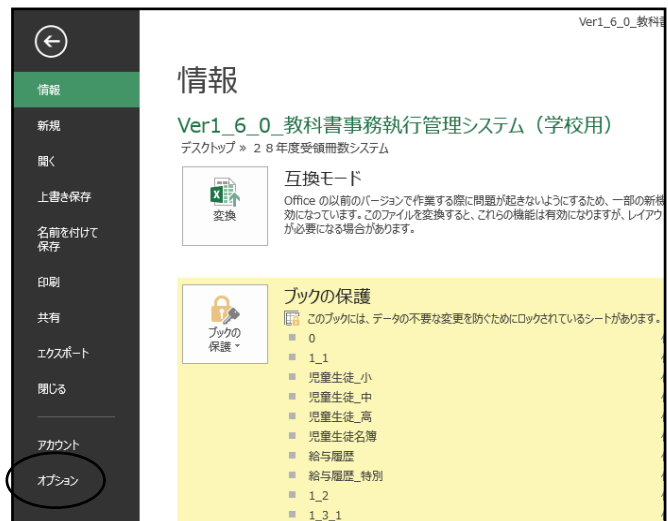 Ver1_6_0_教科
情報
情報
新規
開く
上書き保存
名前を付けて
保存
印刷
共有
エクスポート
閉じる
アカウント
オプション
Ver1_6_0_教科書事務執行管理システム（学校用）
デスクトップ » ２８年度受領冊数システム
変換
互換モード
Office の以前のバージョンで作業する際に問題が起きないようにするため、一部の新機
効になっています。このファイルを変換すると、これらの機能は有効になりますが、レイアウ
が必要になる場合があります。
ブックの
保護
ブックの保護
このブックには、データの不要な変更を防ぐためにロックされているシートがあります。
0
1_1
児童生徒_小
児童生徒_中
児童生徒_高
児童生徒名簿
給与履歴
給与履歴_特別
1_2
1_3_1